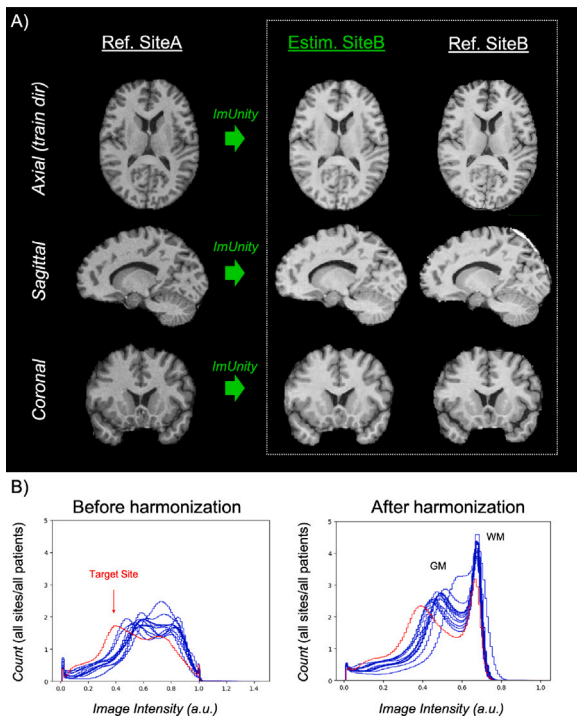 A)
Ref. SiteA
Estim. SiteB
Ref. SiteB
Axial (train dir)
ImUnity
Sagittal
ImUnity
Coronal
ImUnity
B)
Before harmonization
After harmonization
Count (all sites/all patients)
5
4
3
2
1
0
Target Site
0.0 0.2 0.4 0.6 0.8 1.0 1.2 1.4
Image Intensity (a.u.)
Count (all sites/all patients)
5
4
3
2
1
0
GM
WM
0.0 0.2 0.4 0.6 0.8 1.0
Image Intensity (a.u.)